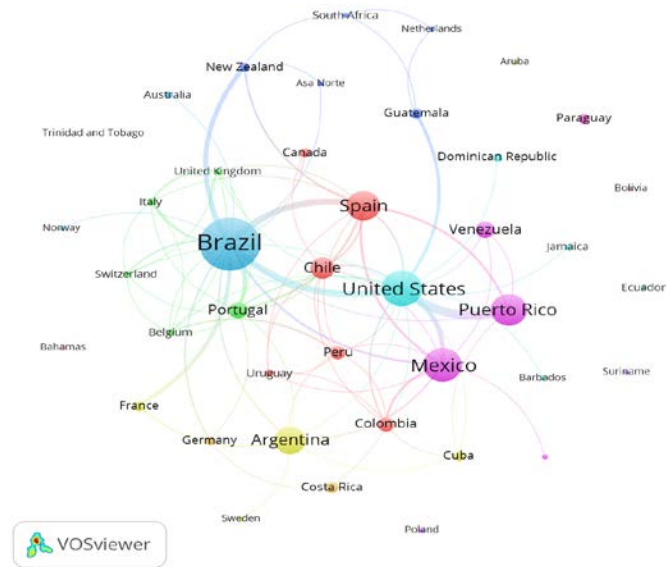 South Africa
Netherlands
Aruba
New Zealand
Asa Norte
Australia
Guatemala
Paraguay
Trinidad and Tobago
Canada
Dominican Republic
United Kingdom
Bolivia
Italy
Spain
Norway
Venezuela
Brazil
Jamaica
Switzerland
Chile
United States
Ecuador
Portugal
Puerto Rico
Belgium
Bahamas
Peru
Mexico
Uruguay
Barbados
Suriname
France
Colombia
Germany
Argentina
Cuba
Costa Rica
Sweden
Poland
VOSviewer